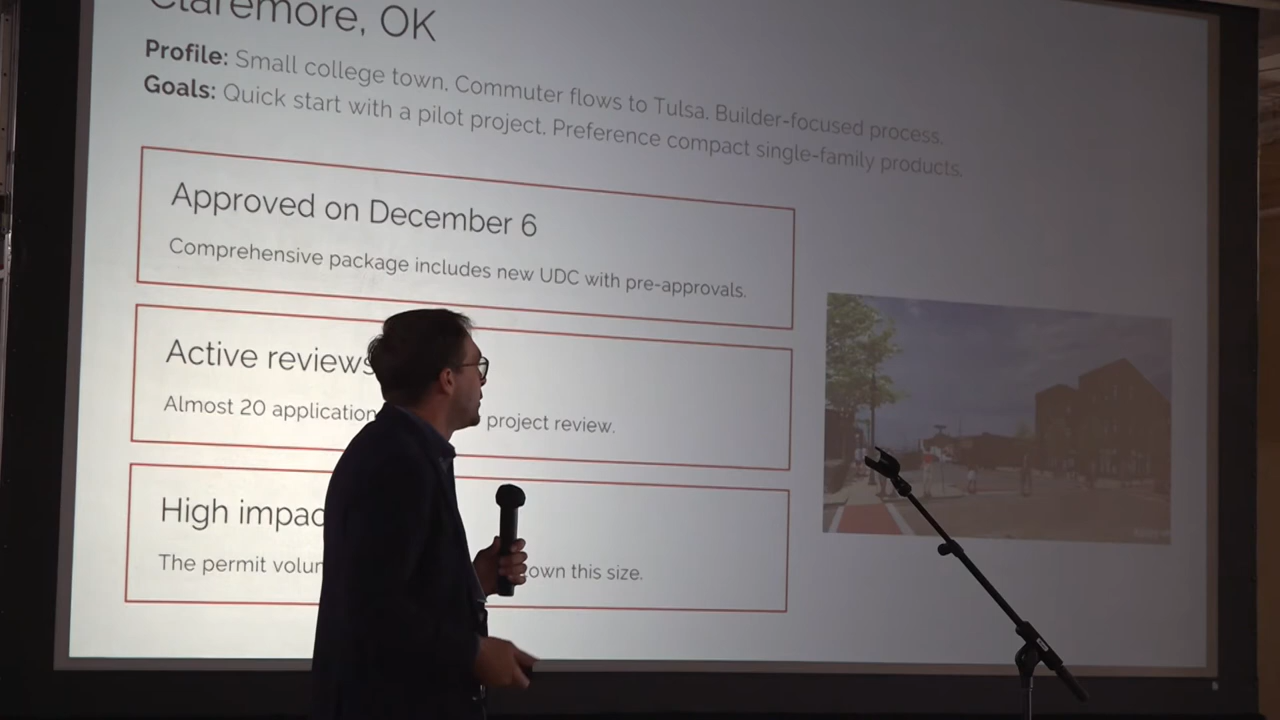 Claremore, OK
Profile: Small college town. Commuter flows to Tulsa. Builder-focused process.
Goals: Quick start with a pilot project. Preference compact single-family products.
Approved on December 6
Comprehensive package includes new UDC with pre-approvals.
Active reviews
Almost 20 application project review.
High impac
The permit volu own this size.